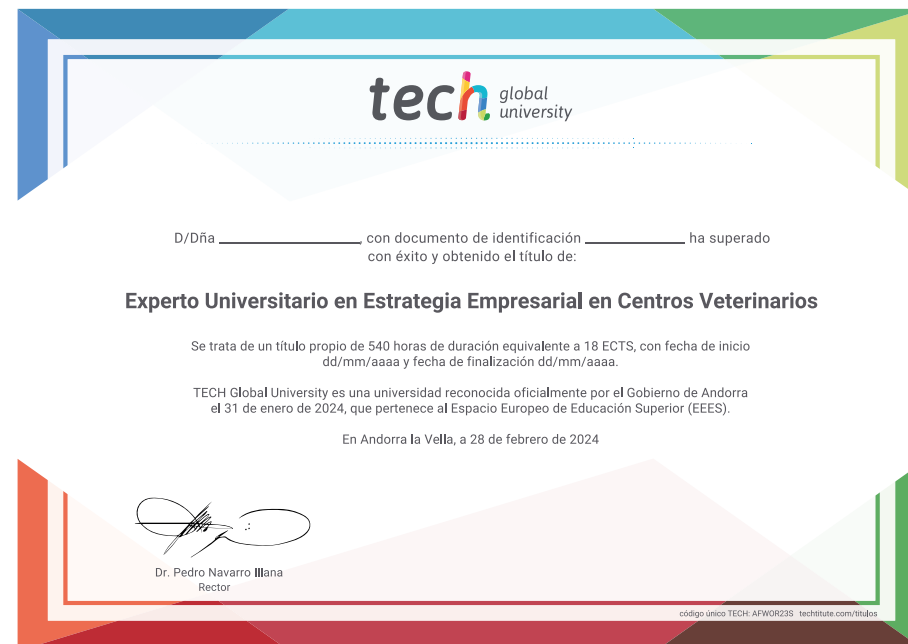 tech global university
D/Dña ____________________, con documento de identificación ______________ ha superado
con éxito y obtenido el título de:
Experto Universitario en Estrategia Empresarial en Centros Veterinarios
Se trata de un título propio de 540 horas de duración equivalente a 18 ECTS, con fecha de inicio
dd/mm/aaaa y fecha de finalización dd/mm/aaaa.
TECH Global University es una universidad reconocida oficialmente por el Gobierno de Andorra
el 31 de enero de 2024, que pertenece al Espacio Europeo de Educación Superior (EEES).
En Andorra la Vella, a 28 de febrero de 2024
Dr. Pedro Navarro Illana
Rector
código único TECH: AFWOR23S techtitute.com/titulos